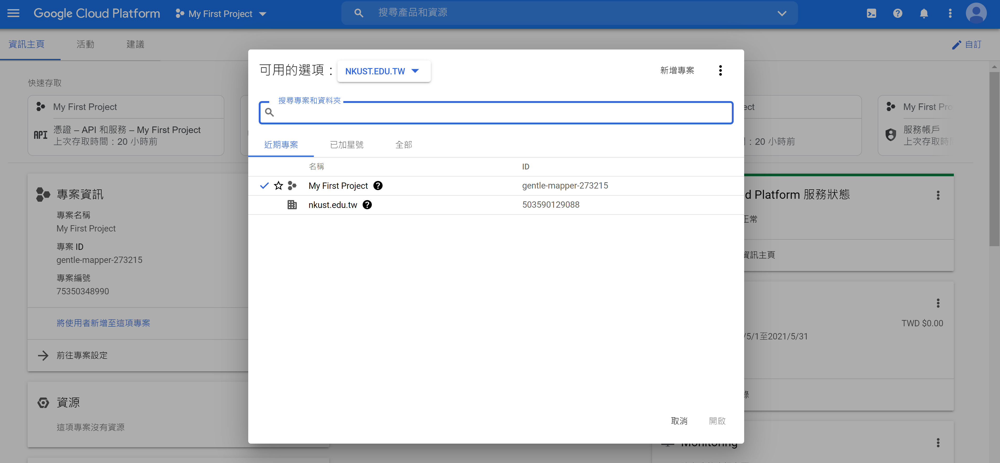 Google Cloud Platform
My First Project
搜尋產品和資源
資訊主頁
活動
建議
自訂
快速存取
My First Project
憑證 – API 和服務 – My First Project
上次存取時間：20 小時前
API
ect
：20 小時前
My First Pro
服務帳戶
上次存取時
專案資訊
專案名稱
My First Project
專案 ID
gentle-mapper-273215
專案編號
75350348990
將使用者新增至這項專案
前往專案設定
資源
這項專案沒有資源
可用的選項：
NKUST.EDU.TW
新增專案
搜尋專案和資料夾
近期專案
已加星號
全部
名稱
ID
My First Project
gentle-mapper-273215
nkust.edu.tw
503590129088
取消
開啟
d Platform 服務狀態
正常
資訊主頁
TWD $0.00
/5/1至2021/5/31
錄
Monitoring